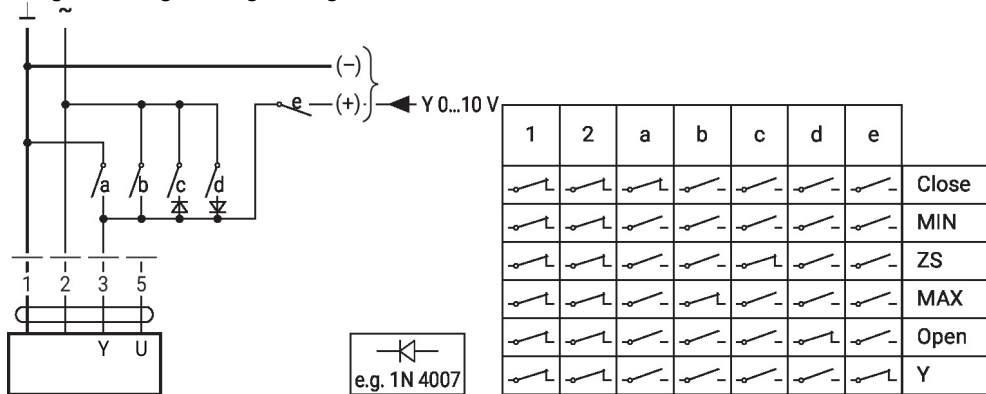 ⊥ ~
(–)
e (+) Y 0...10 V
a b c d
1 2 3 5
Y U
e.g. 1N 4007
1 2 a b c d e
Close
MIN
ZS
MAX
Open
Y